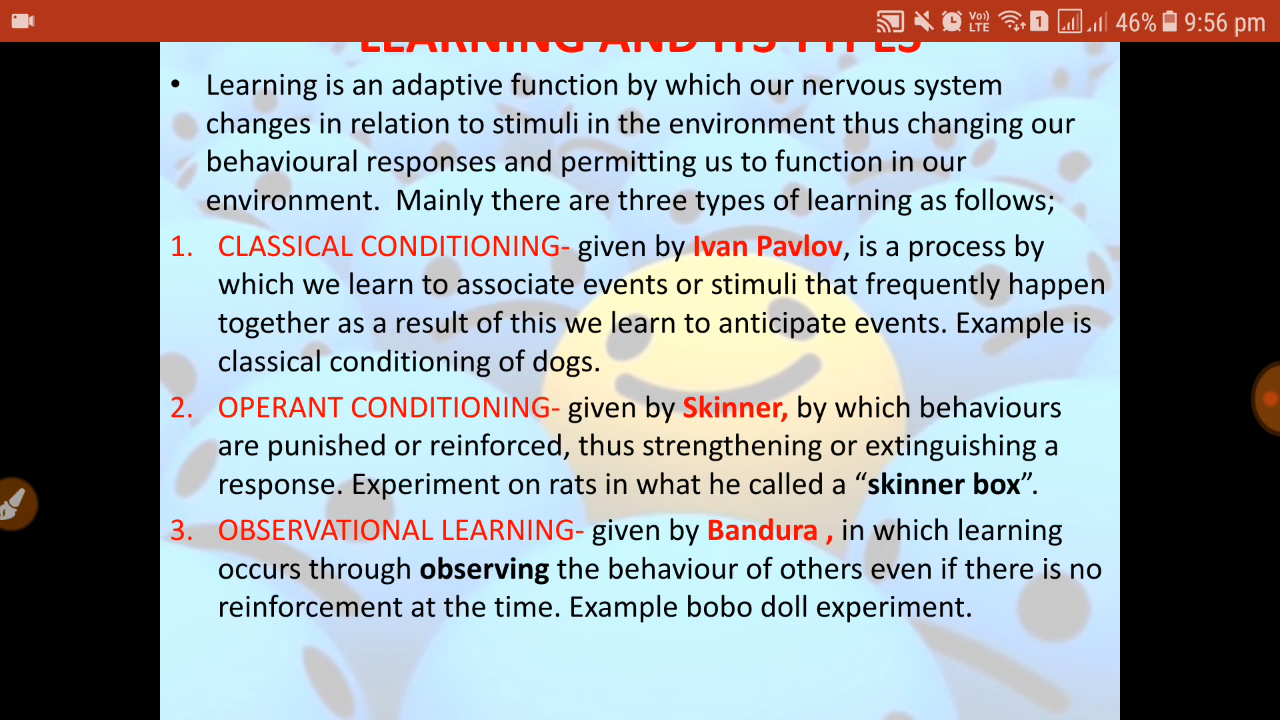 Vo) LTE 1 46% 9:56 pm
LEARNING AND ITS TYPES
• Learning is an adaptive function by which our nervous system
changes in relation to stimuli in the environment thus changing our
behavioural responses and permitting us to function in our
environment.  Mainly there are three types of learning as follows;
1. CLASSICAL CONDITIONING- given by Ivan Pavlov, is a process by
which we learn to associate events or stimuli that frequently happen
together as a result of this we learn to anticipate events. Example is
classical conditioning of dogs.
2. OPERANT CONDITIONING- given by Skinner, by which behaviours
are punished or reinforced, thus strengthening or extinguishing a
response. Experiment on rats in what he called a “skinner box”.
3. OBSERVATIONAL LEARNING- given by Bandura , in which learning
occurs through observing the behaviour of others even if there is no
reinforcement at the time. Example bobo doll experiment.